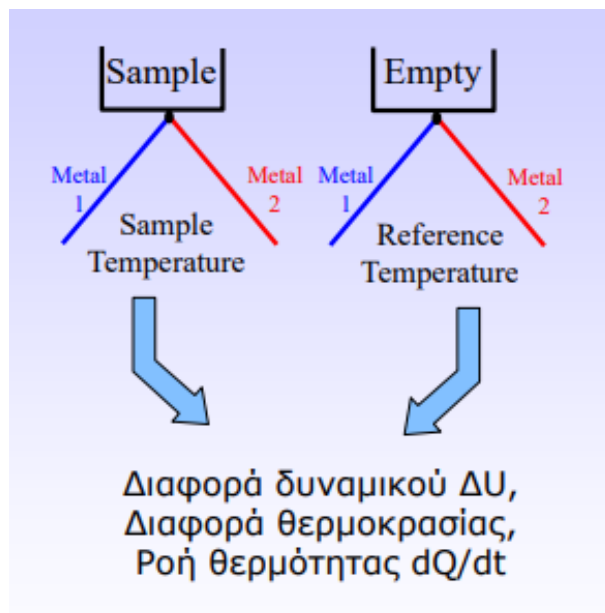 Sample
Empty
Metal
1
Metal
2
Metal
1
Metal
2
Sample
Temperature
Reference
Temperature
Διαφορά δυναμικού ΔU,
Διαφορά θερμοκρασίας,
Ροή θερμότητας dQ/dt